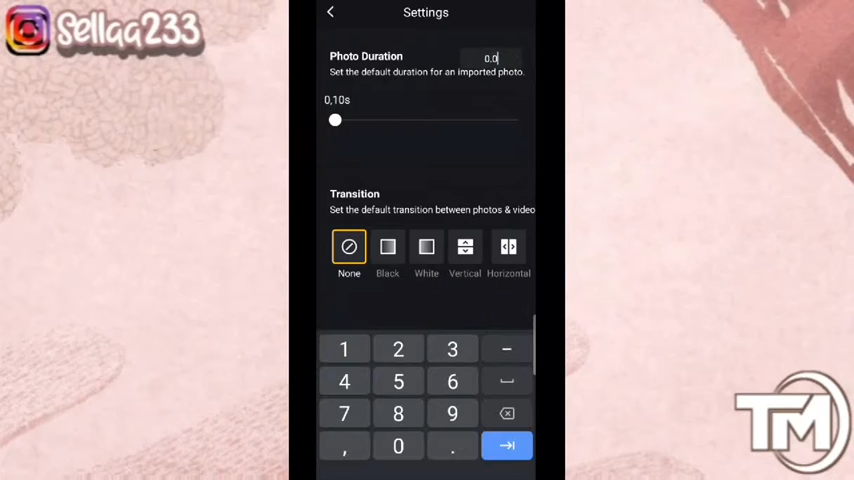 Sellaa233
Settings
Photo Duration
0.0
Set the default duration for an imported photo.
0,10s
Transition
Set the default transition between photos & video
None
Black
White
Vertical
Horizontal
1 2 3 –
4 5 6
7 8 9
, 0 .
TM